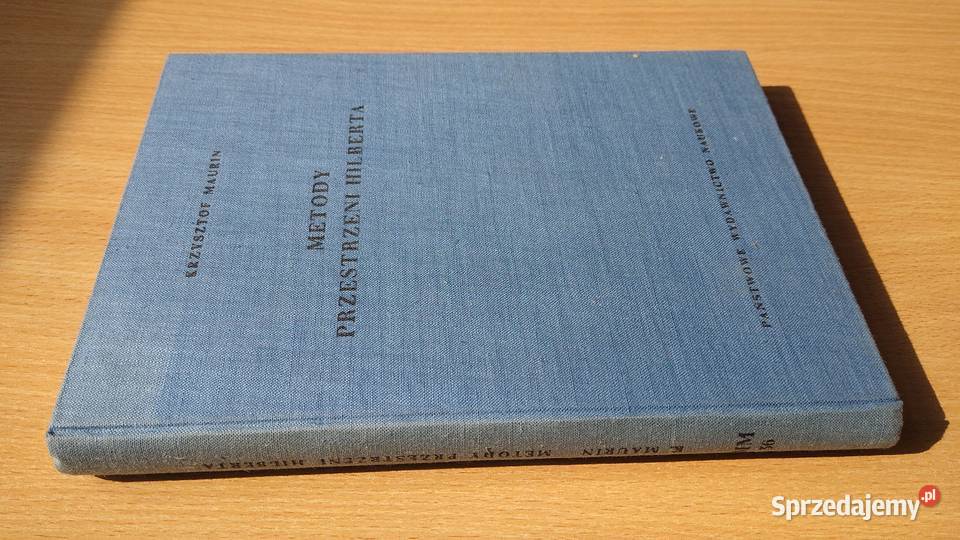 KRZYSZTOF MAURIN
METODY
PRZESTRZENI HILBERTA
PAŃSTWOWE WYDAWNICTWO NAUKOWE
K. MAURIN METODY PRZESTRZENI HILBERTA
36
Sprzedajemy.pl